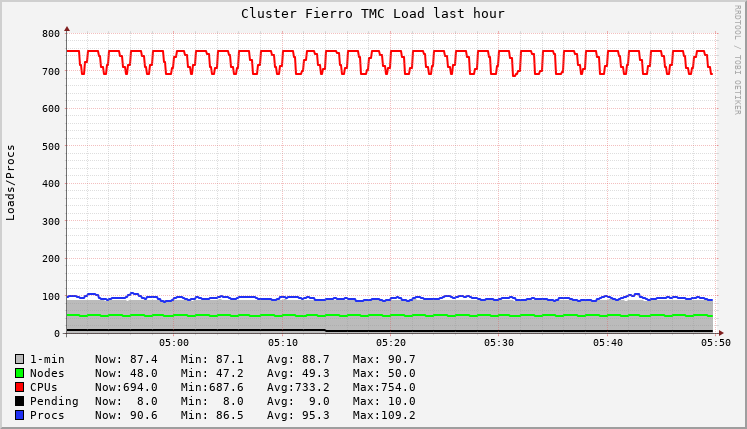 Cluster Fierro TMC Load last hour
RRDTOOL / TOBI OETIKER
Loads/Procs
800
700
600
500
400
300
200
100
0
05:00 05:10 05:20 05:30 05:40 05:50
1-min Now: 87.4 Min: 87.1 Avg: 88.7 Max: 90.7
Nodes Now: 48.0 Min: 47.2 Avg: 49.3 Max: 50.0
CPUs Now:694.0 Min:687.6 Avg:733.2 Max:754.0
Pending Now: 8.0 Min: 8.0 Avg: 9.0 Max: 10.0
Procs Now: 90.6 Min: 86.5 Avg: 95.3 Max:109.2